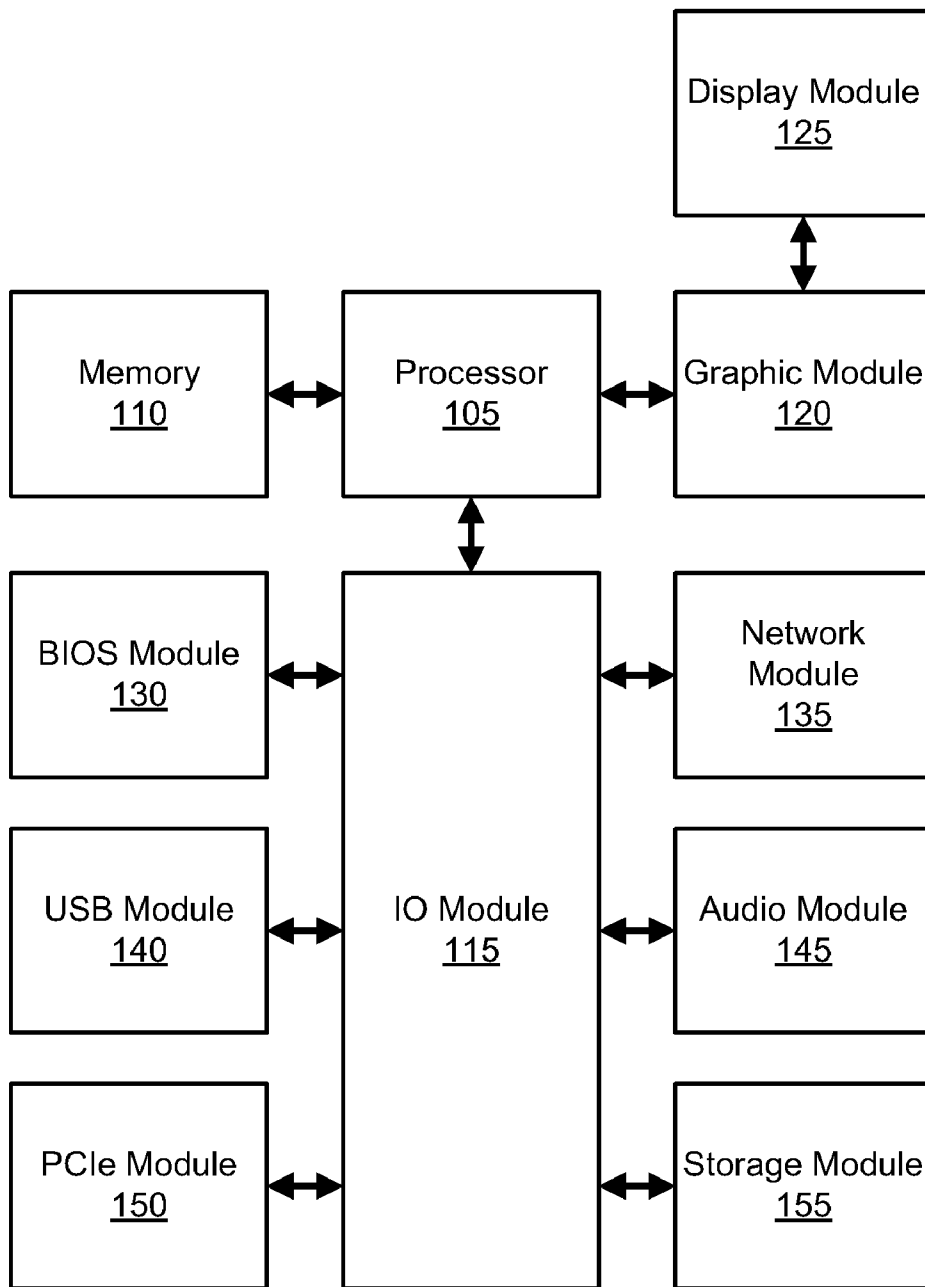 Display Module
125
Memory
110
Processor
105
Graphic Module
120
BIOS Module
130
Network
Module
135
USB Module
140
IO Module
115
Audio Module
145
PCIe Module
150
Storage Module
155